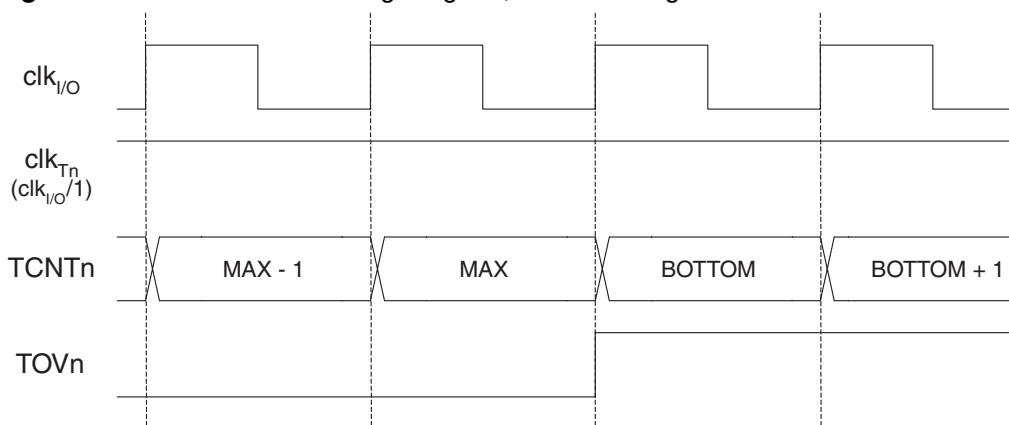 clkI/O
clkTn
(clkI/O/1)
TCNTn
MAX - 1
MAX
BOTTOM
BOTTOM + 1
TOVn